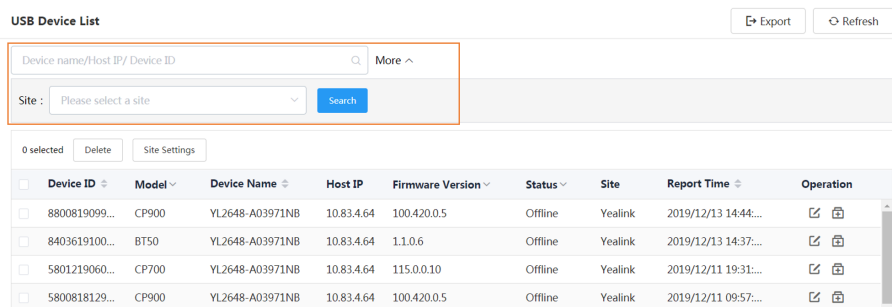 USB Device List
Export
Refresh
Device name/Host IP/ Device ID
More
Site :
Please select a site
Search
0 selected
Delete
Site Settings
Device ID Model Device Name Host IP Firmware Version Status Site Report Time Operation
8800819099... CP900 YL2648-A03971NB 10.83.4.64 100.420.0.5 Offline Yealink 2019/12/13 14:44:...
8403619100... BT50 YL2648-A03971NB 10.83.4.64 1.1.0.6 Offline Yealink 2019/12/13 14:37:...
5801219060... CP700 YL2648-A03971NB 10.83.4.64 115.0.0.10 Offline Yealink 2019/12/11 19:31:...
5800818129... CP900 YL2648-A03971NB 10.83.4.64 100.420.0.5 Offline Yealink 2019/12/11 09:57:...